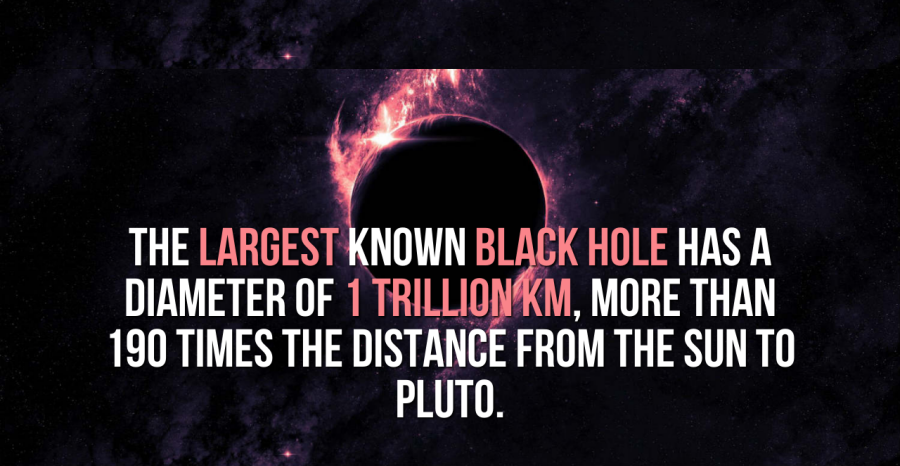 THE LARGEST KNOWN BLACK HOLE HAS A
DIAMETER OF 1 TRILLION KM, MORE THAN
190 TIMES THE DISTANCE FROM THE SUN TO
PLUTO.